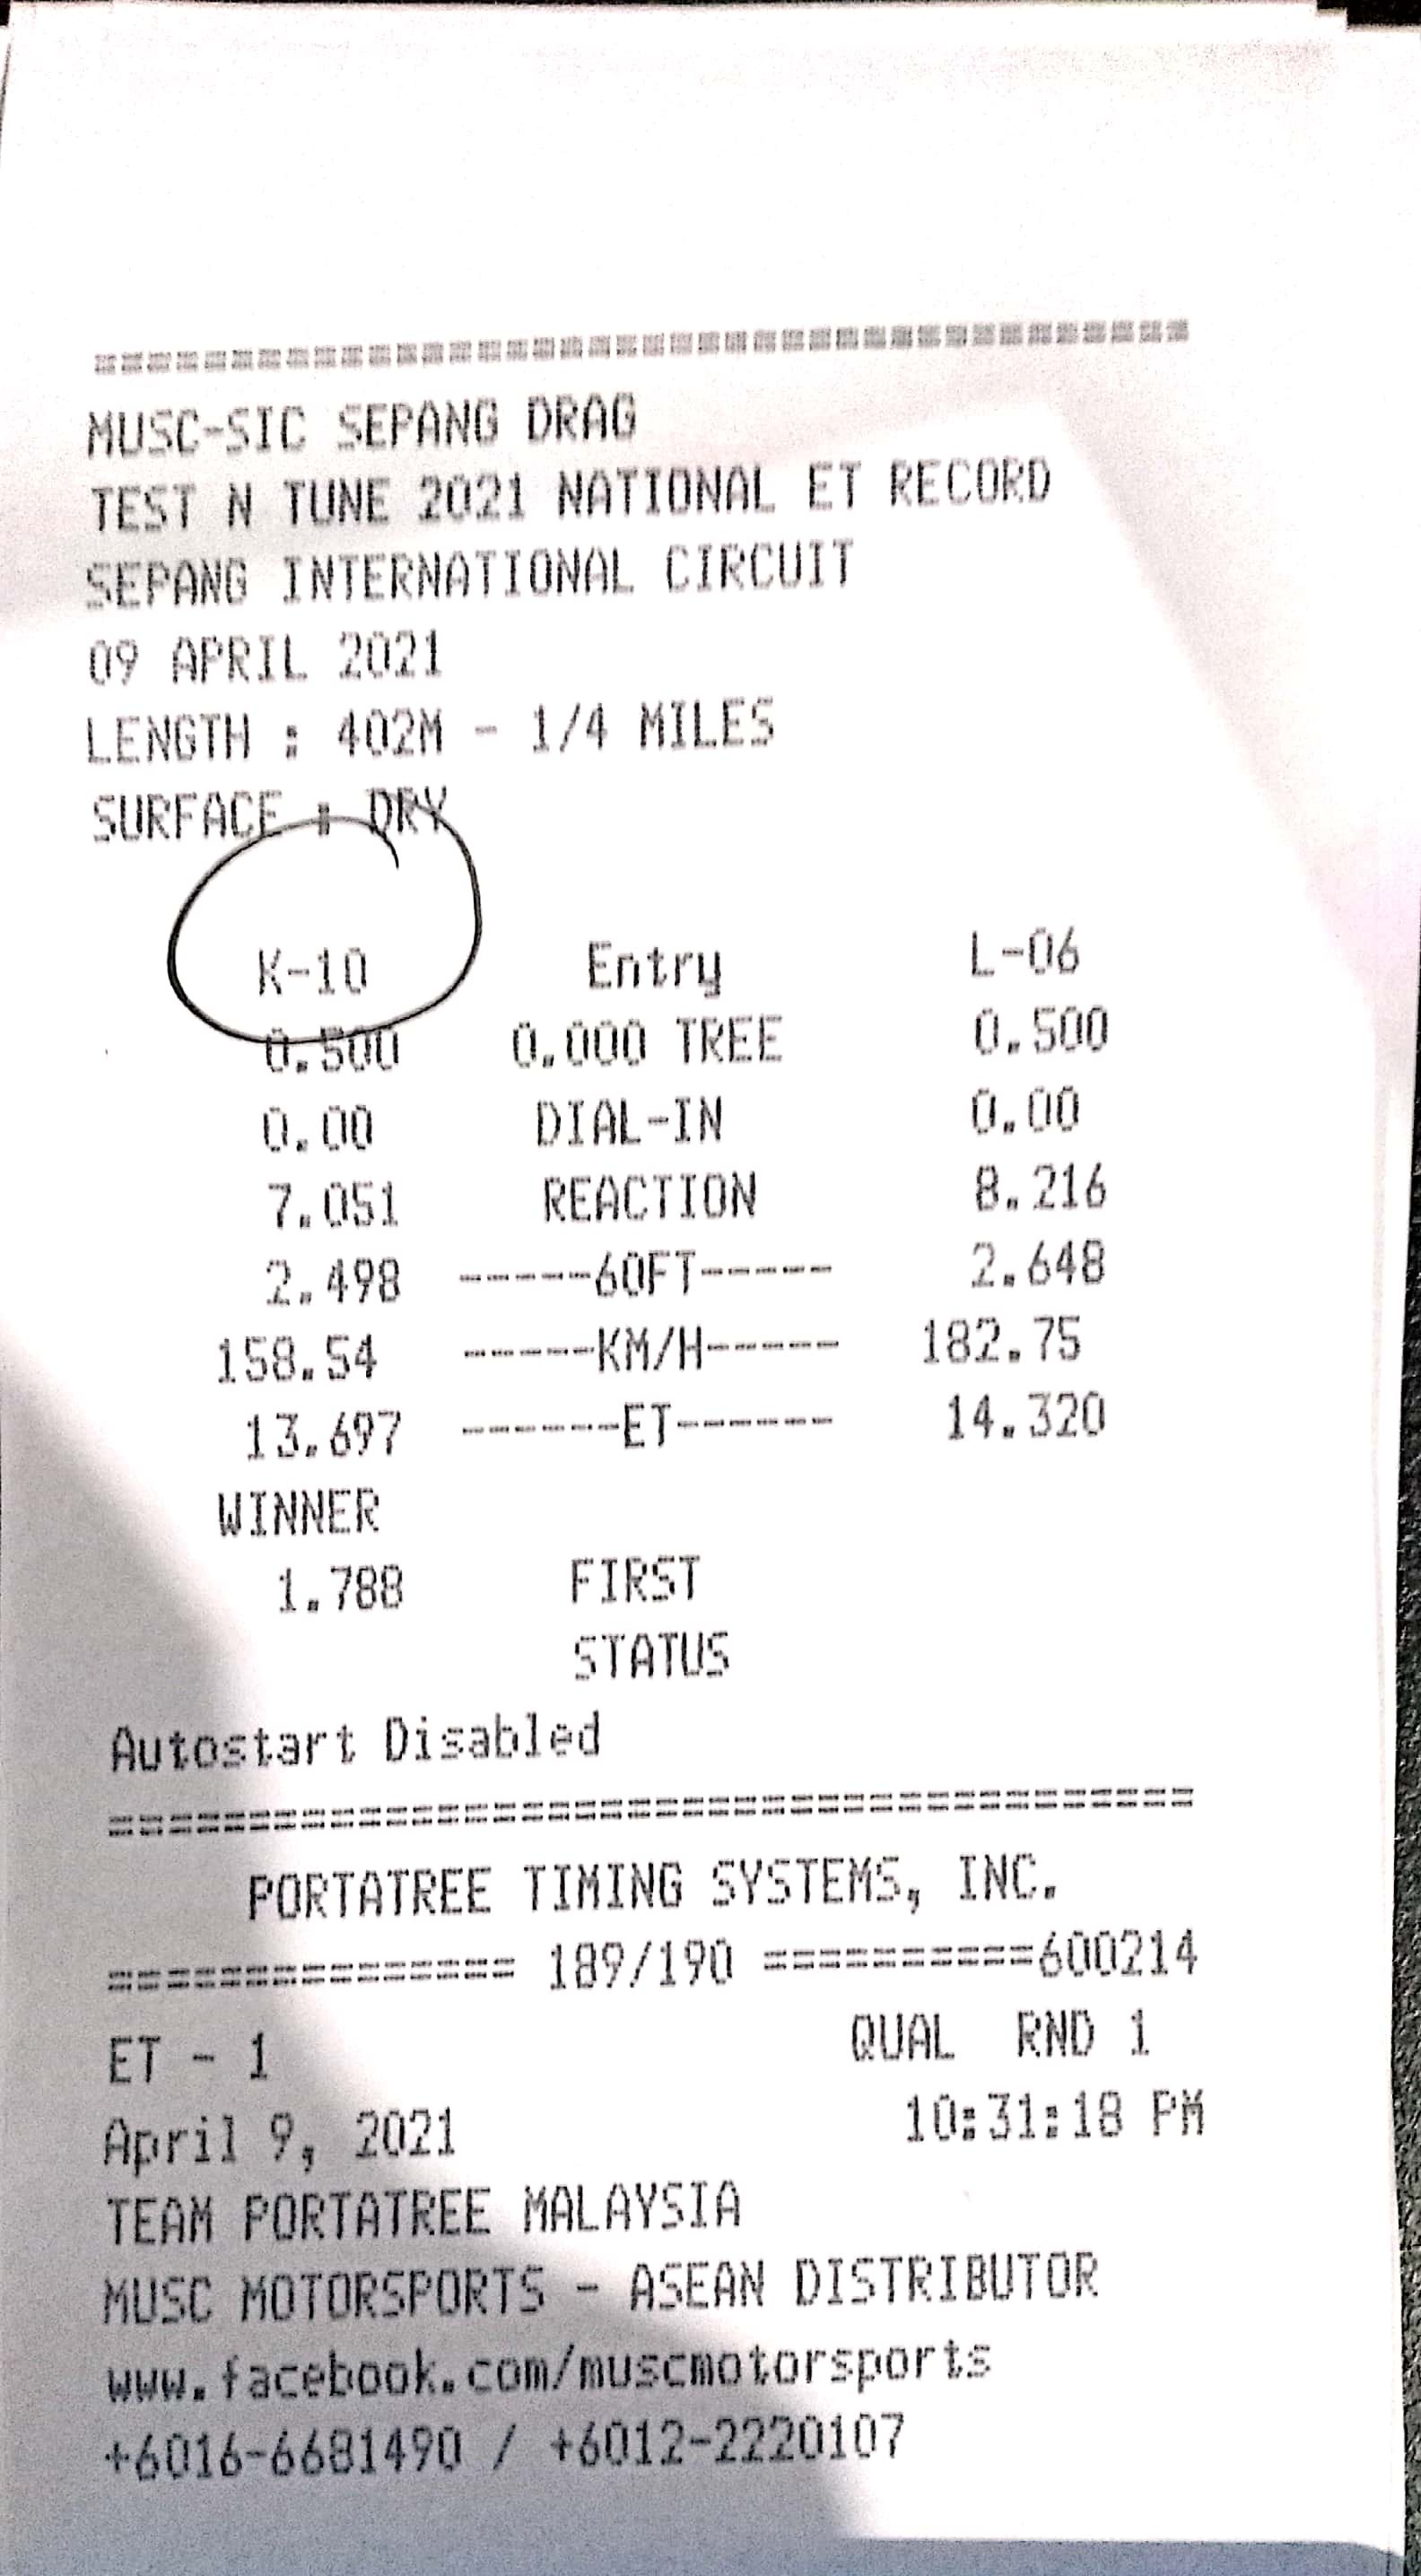 MUSC-SIC SEPANG DRAG
TEST N TUNE 2021 NATIONAL ET RECORD
SEPANG INTERNATIONAL CIRCUIT
09 APRIL 2021
LENGTH : 402M - 1/4 MILES
SURFACE : DRY
K-10 Entry L-06
0.500 0.000 TREE 0.500
0.00 DIAL-IN 0.00
7.051 REACTION 8.216
2.498 ------60FT------ 2.648
158.54 ------KM/H------ 182.75
13.697 -------ET------- 14.320
WINNER
1.788 FIRST
STATUS
Autostart Disabled
PORTATREE TIMING SYSTEMS, INC.
=============== 189/190 ==========600214
ET - 1 QUAL RND 1
April 9, 2021 10:31:18 PM
TEAM PORTATREE MALAYSIA
MUSC MOTORSPORTS - ASEAN DISTRIBUTOR
www.facebook.com/muscmotorsports
+6016-6681490 / +6012-2220107